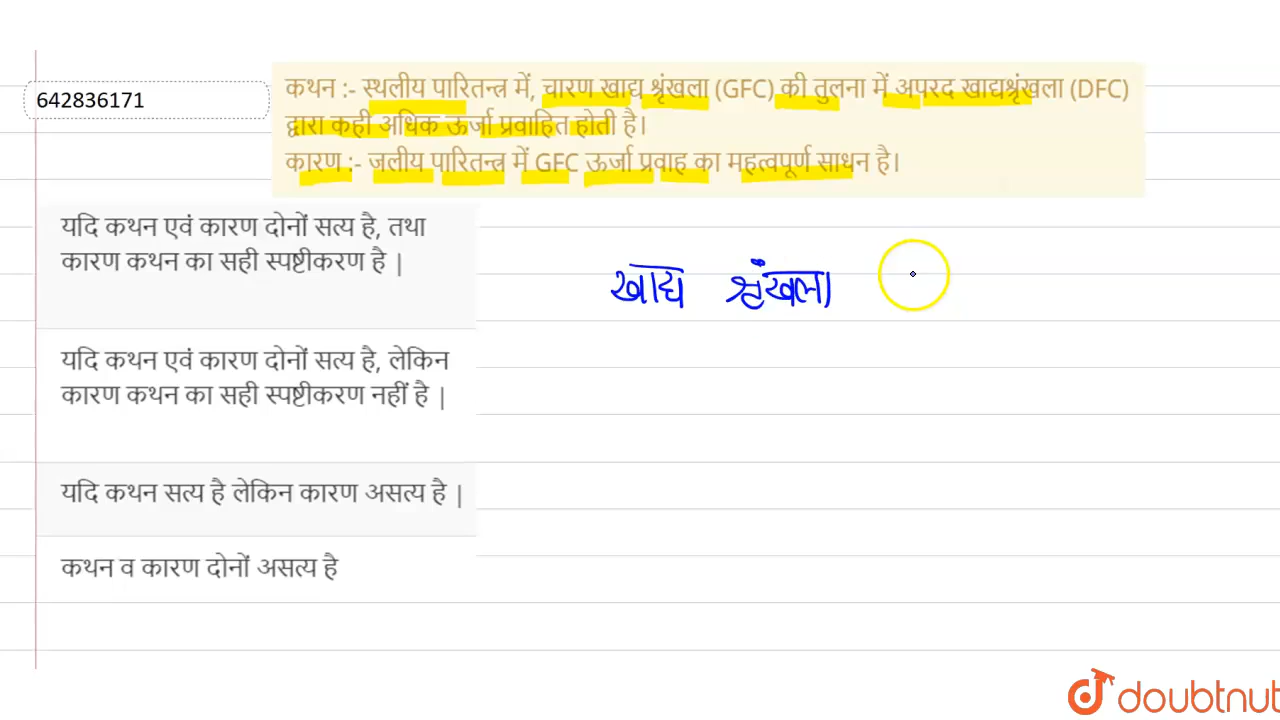 642836171
कथन :- स्थलीय पारितन्त्र में, चारण खाद्य श्रृंखला (GFC) की तुलना में अपरद खाद्यश्रृंखला (DFC)
द्वारा कही अधिक ऊर्जा प्रवाहित होती है।
कारण :- जलीय पारितन्त्र में GFC ऊर्जा प्रवाह का महत्वपूर्ण साधन है।
यदि कथन एवं कारण दोनों सत्य है, तथा
कारण कथन का सही स्पष्टीकरण है |
खाद्य श्रृंखला
यदि कथन एवं कारण दोनों सत्य है, लेकिन
कारण कथन का सही स्पष्टीकरण नहीं है |
यदि कथन सत्य है लेकिन कारण असत्य है |
कथन व कारण दोनों असत्य है
doubtnut